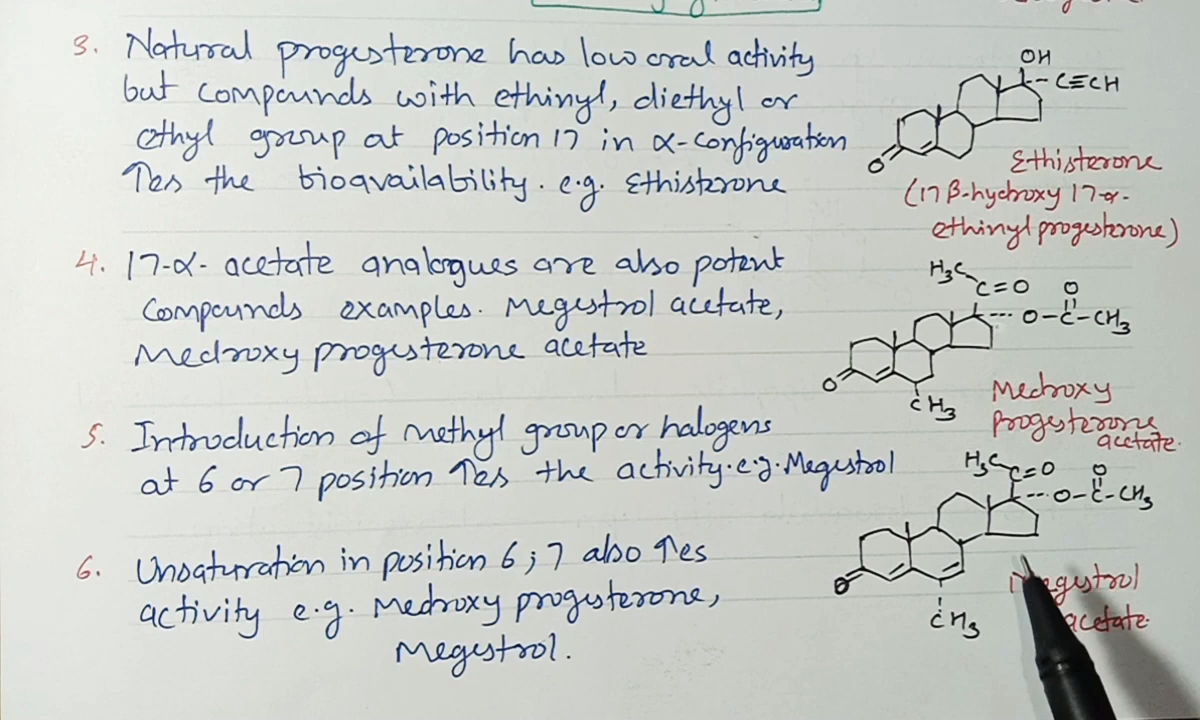 3. Natural progesterone has low oral activity
but compounds with ethinyl, diethyl or
ethyl group at position 17 in α-configuration
↑es the bioavailability. e.g. Ethisterone
OH
C≡CH
O
Ethisterone
(17 β-hydroxy 17-α-
ethinyl progesterone)
4. 17-α- acetate analogues are also potent
compounds examples. Megestrol acetate,
Medroxy progesterone acetate
H₃C
C=O
O
O-C-CH₃
O
CH₃
Medroxy
progesterone
acetate.
5. Introduction of methyl group or halogens
at 6 or 7 position ↑es the activity. e.g. Megestrol
H₃C
C=O
O
O-C-CH₃
O
CH₃
6. Unsaturation in position 6,7 also ↑es
activity e.g. Medroxy progesterone,
Megestrol.
Megestrol
acetate